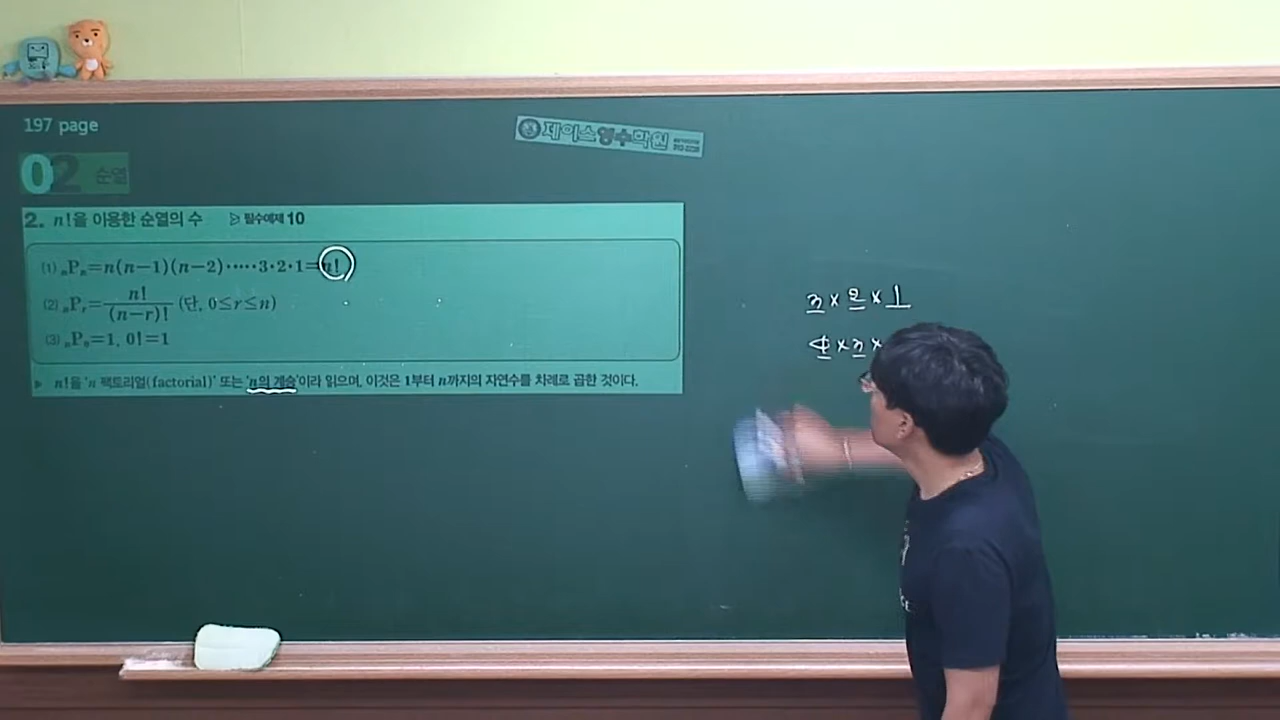 197 page
제이스영수학원
02 순열
2. n!을 이용한 순열의 수 ▷ 필수예제 10
(1) ₙPₙ=n(n-1)(n-2)·····3·2·1=n!
(2) ₙPᵣ=n!/(n-r)! (단, 0≤r≤n)
(3) ₙP₀=1, 0!=1
▶ n!을 'n 팩토리얼(factorial)' 또는 'n의 계승'이라 읽으며, 이것은 1부터 n까지의 자연수를 차례로 곱한 것이다.
3 × 2 × 1
4 × 3 ×